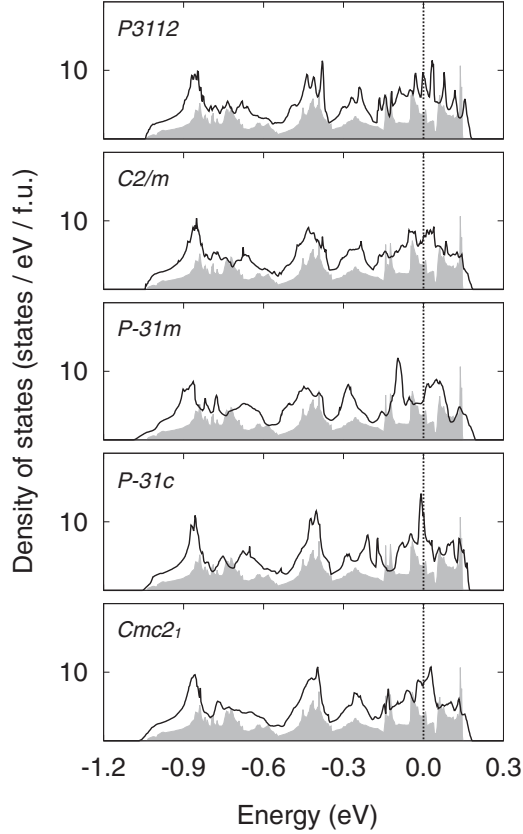 P3112
10
C2/m
10
P-31m
10
P-31c
10
Cmc2₁
10
Density of states (states / eV / f.u.)
-1.2 -0.9 -0.6 -0.3 0.0 0.3
Energy (eV)